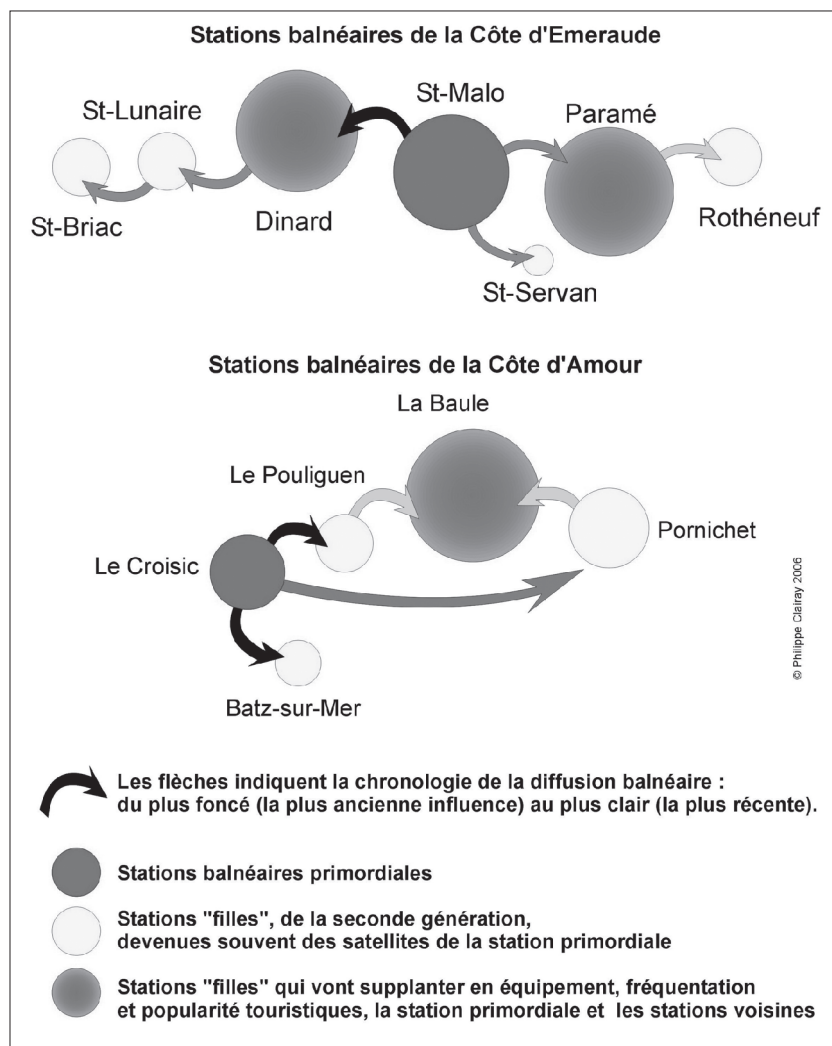 Stations balnéaires de la Côte d'Emeraude
St-Malo
St-Lunaire
Paramé
St-Briac
Dinard
Rothéneuf
St-Servan
Stations balnéaires de la Côte d'Amour
La Baule
Le Pouliguen
Pornichet
Le Croisic
Batz-sur-Mer
© Philippe Clairay 2006
Les flèches indiquent la chronologie de la diffusion balnéaire :
du plus foncé (la plus ancienne influence) au plus clair (la plus récente).
Stations balnéaires primordiales
Stations "filles", de la seconde génération,
devenues souvent des satellites de la station primordiale
Stations "filles" qui vont supplanter en équipement, fréquentation
et popularité touristiques, la station primordiale et les stations voisines